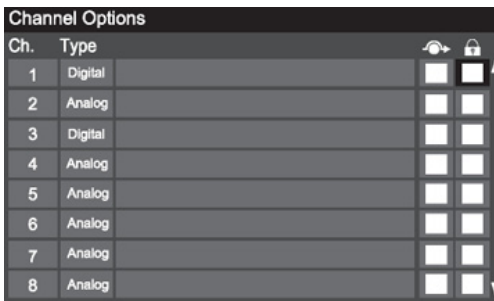 Channel Options
Ch. Type
1 Digital
2 Analog
3 Digital
4 Analog
5 Analog
6 Analog
7 Analog
8 Analog